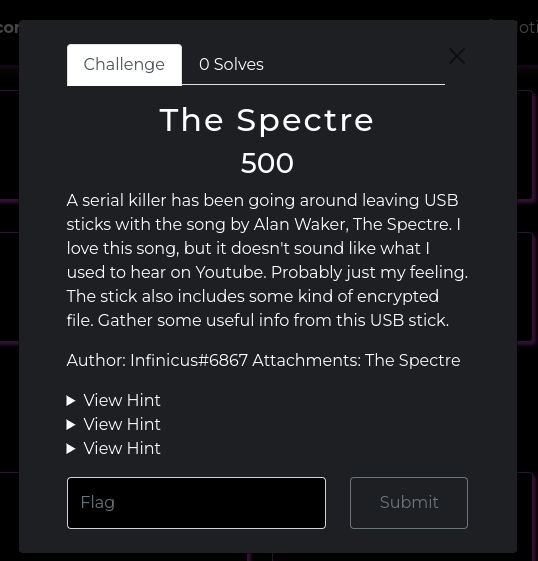 Challenge
0 Solves
The Spectre
500
A serial killer has been going around leaving USB
sticks with the song by Alan Waker, The Spectre. I
love this song, but it doesn't sound like what I
used to hear on Youtube. Probably just my feeling.
The stick also includes some kind of encrypted
file. Gather some useful info from this USB stick.
Author: Infinicus#6867 Attachments: The Spectre
View Hint
View Hint
View Hint
Flag
Submit